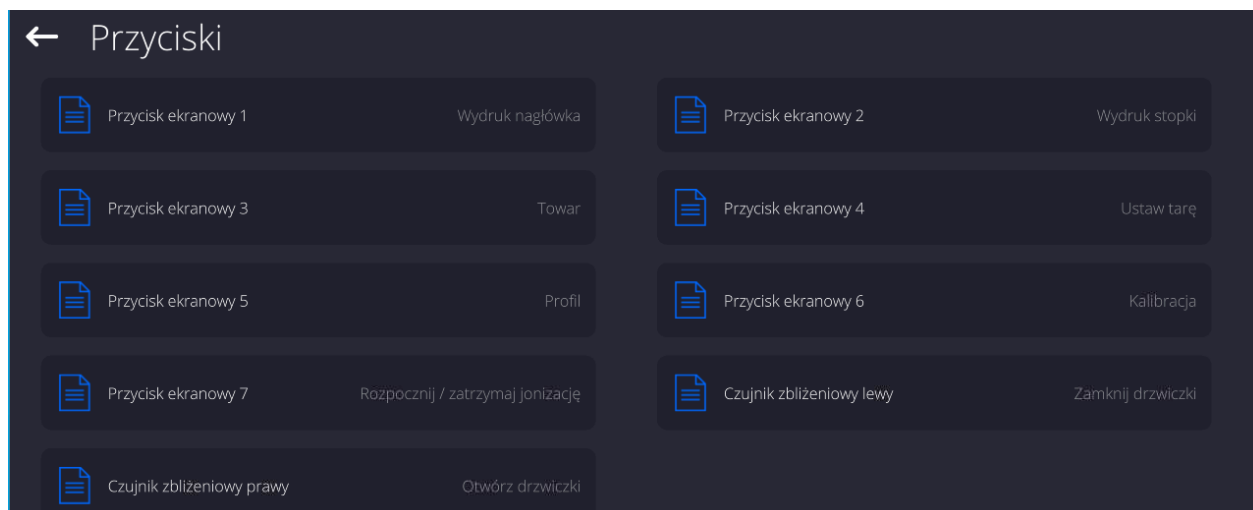 Przyciski
Przycisk ekranowy 1 Wydruk nagłówka
Przycisk ekranowy 2 Wydruk stopki
Przycisk ekranowy 3 Towar
Przycisk ekranowy 4 Ustaw tarę
Przycisk ekranowy 5 Profil
Przycisk ekranowy 6 Kalibracja
Przycisk ekranowy 7 Rozpocznij / zatrzymaj jonizację
Czujnik zbliżeniowy lewy Zamknij drzwiczki
Czujnik zbliżeniowy prawy Otwórz drzwiczki